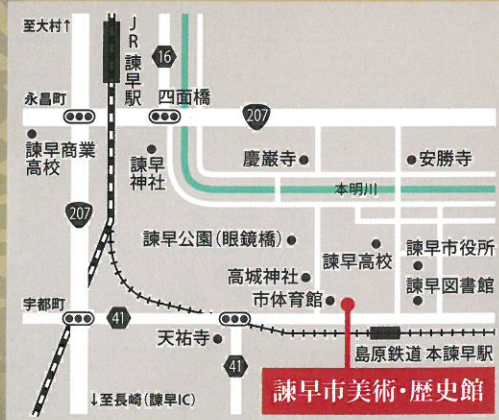 至大村↑
JR諫早駅
16
永昌町
四面橋
207
諫早商業
高校
諫早
神社
慶巌寺
安勝寺
本明川
207
諫早公園(眼鏡橋)
諫早高校
諫早市役所
高城神社
諫早図書館
市体育館
宇都町
41
天祐寺
41
島原鉄道 本諫早駅
↓至長崎(諫早IC)
諫早市美術・歴史館